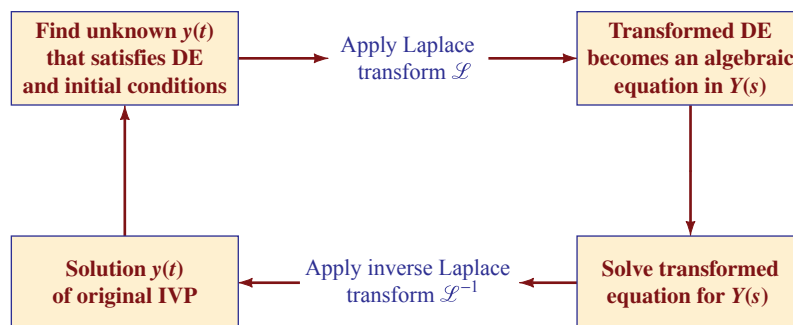 Find unknown y(t)
that satisfies DE
and initial conditions
Apply Laplace
transform ℒ
Transformed DE
becomes an algebraic
equation in Y(s)
Solution y(t)
of original IVP
Apply inverse Laplace
transform ℒ⁻¹
Solve transformed
equation for Y(s)